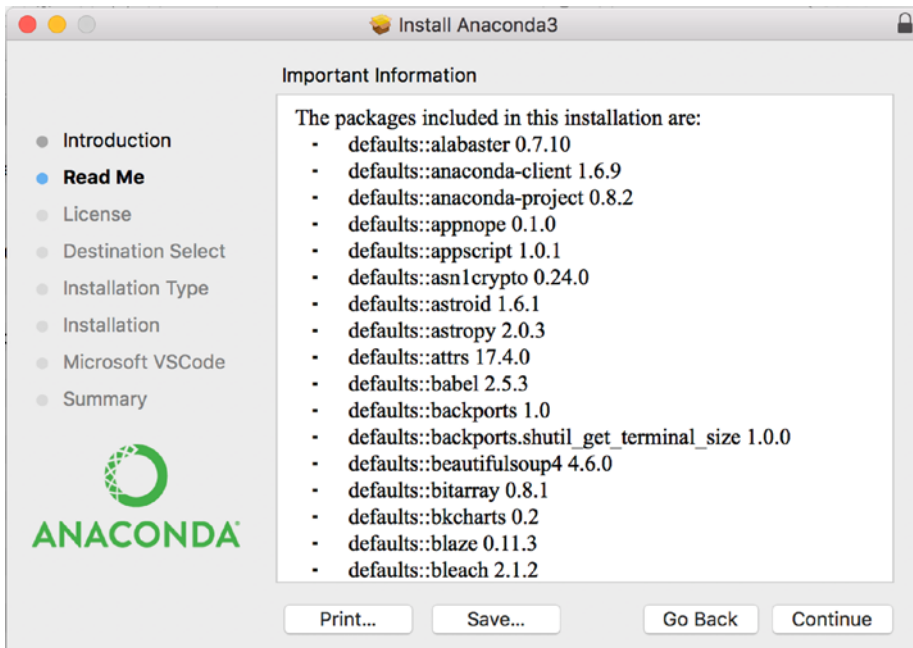 Install Anaconda3
Important Information
Introduction
Read Me
License
Destination Select
Installation Type
Installation
Microsoft VSCode
Summary
ANACONDA
The packages included in this installation are:
- defaults::alabaster 0.7.10
- defaults::anaconda-client 1.6.9
- defaults::anaconda-project 0.8.2
- defaults::appnope 0.1.0
- defaults::appscript 1.0.1
- defaults::asn1crypto 0.24.0
- defaults::astroid 1.6.1
- defaults::astropy 2.0.3
- defaults::attrs 17.4.0
- defaults::babel 2.5.3
- defaults::backports 1.0
- defaults::backports.shutil_get_terminal_size 1.0.0
- defaults::beautifulsoup4 4.6.0
- defaults::bitarray 0.8.1
- defaults::bkcharts 0.2
- defaults::blaze 0.11.3
- defaults::bleach 2.1.2
Print... Save... Go Back Continue